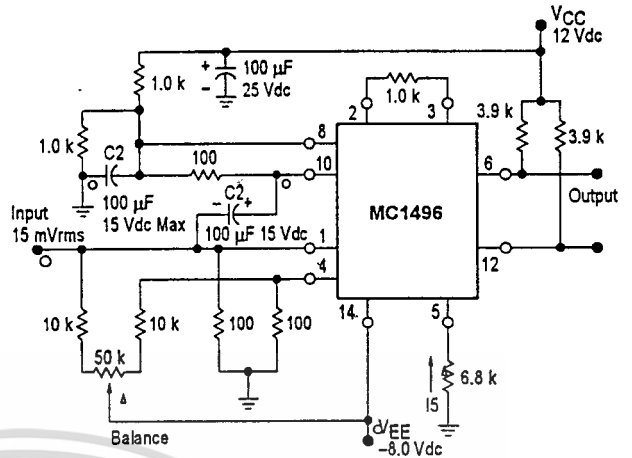 VCC
12 Vdc
+
100 µF
−
25 Vdc
1.0 k
1.0 k
2
3
3.9 k
3.9 k
1.0 k
8
C2
100
10
6
−
C2
+
100 µF
15 Vdc Max
100 µF 15 Vdc
MC1496
Output
Input
15 mVrms
1
4
12
14
5
10 k
10 k
100
100
50 k
I5
6.8 k
Balance
VEE
−8.0 Vdc